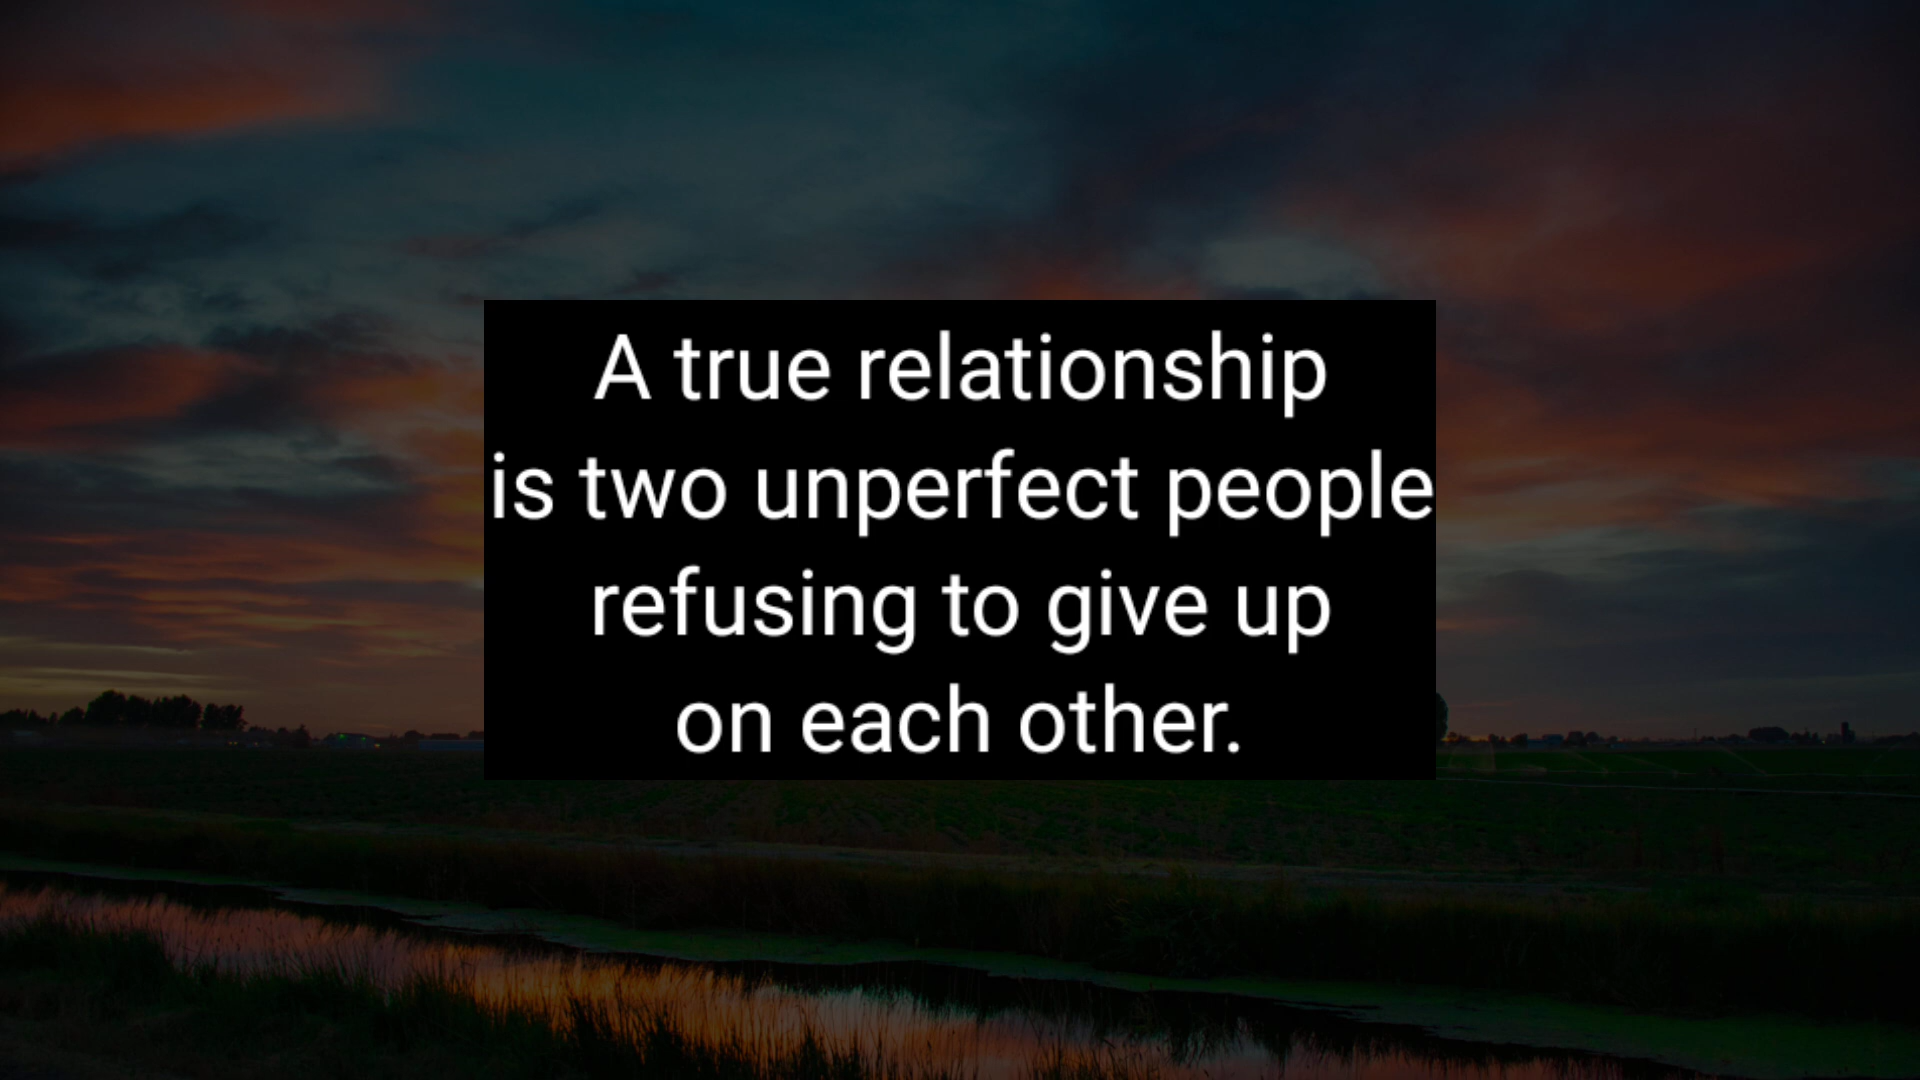 A true relationship
is two unperfect people
refusing to give up
on each other.